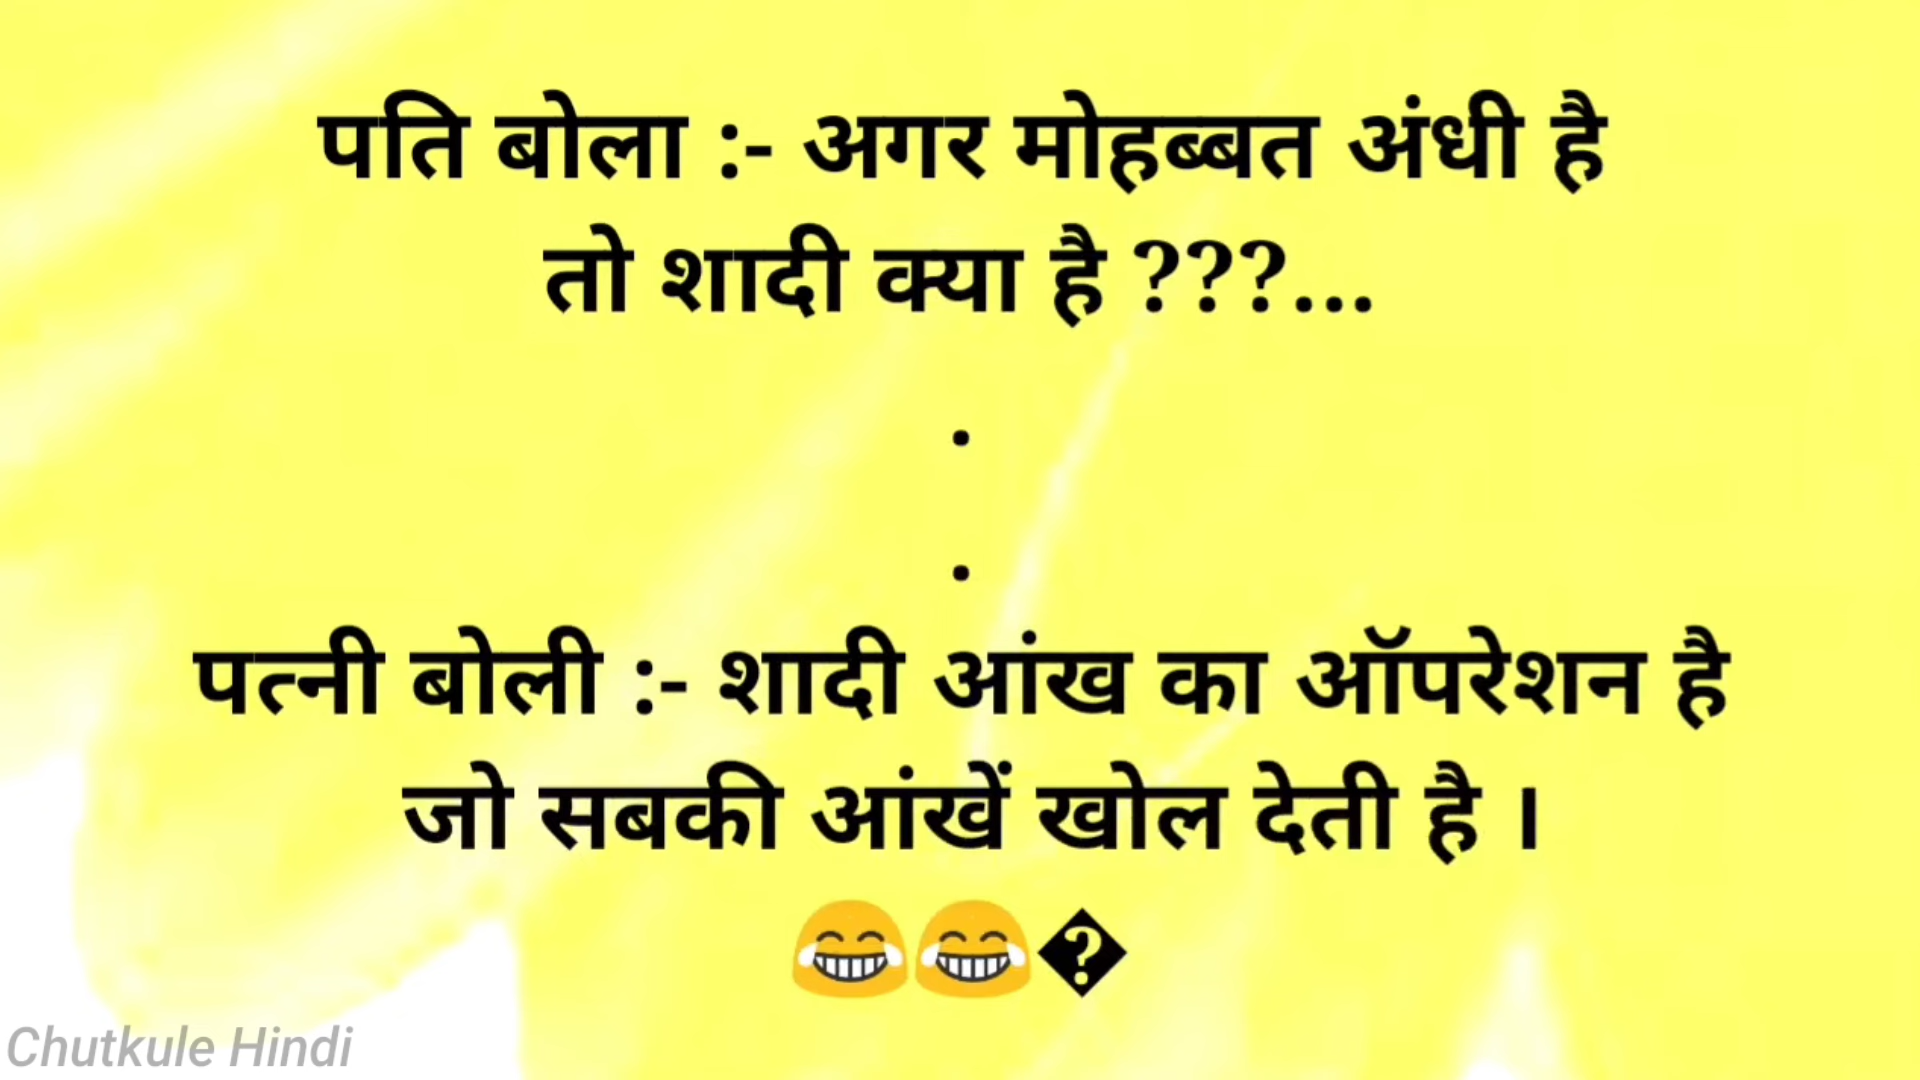 पति बोला :- अगर मोहब्बत अंधी है
तो शादी क्या है ???...
.
.
पत्नी बोली :- शादी आंख का ऑपरेशन है
जो सबकी आंखें खोल देती है ।
😂😂�
Chutkule Hindi